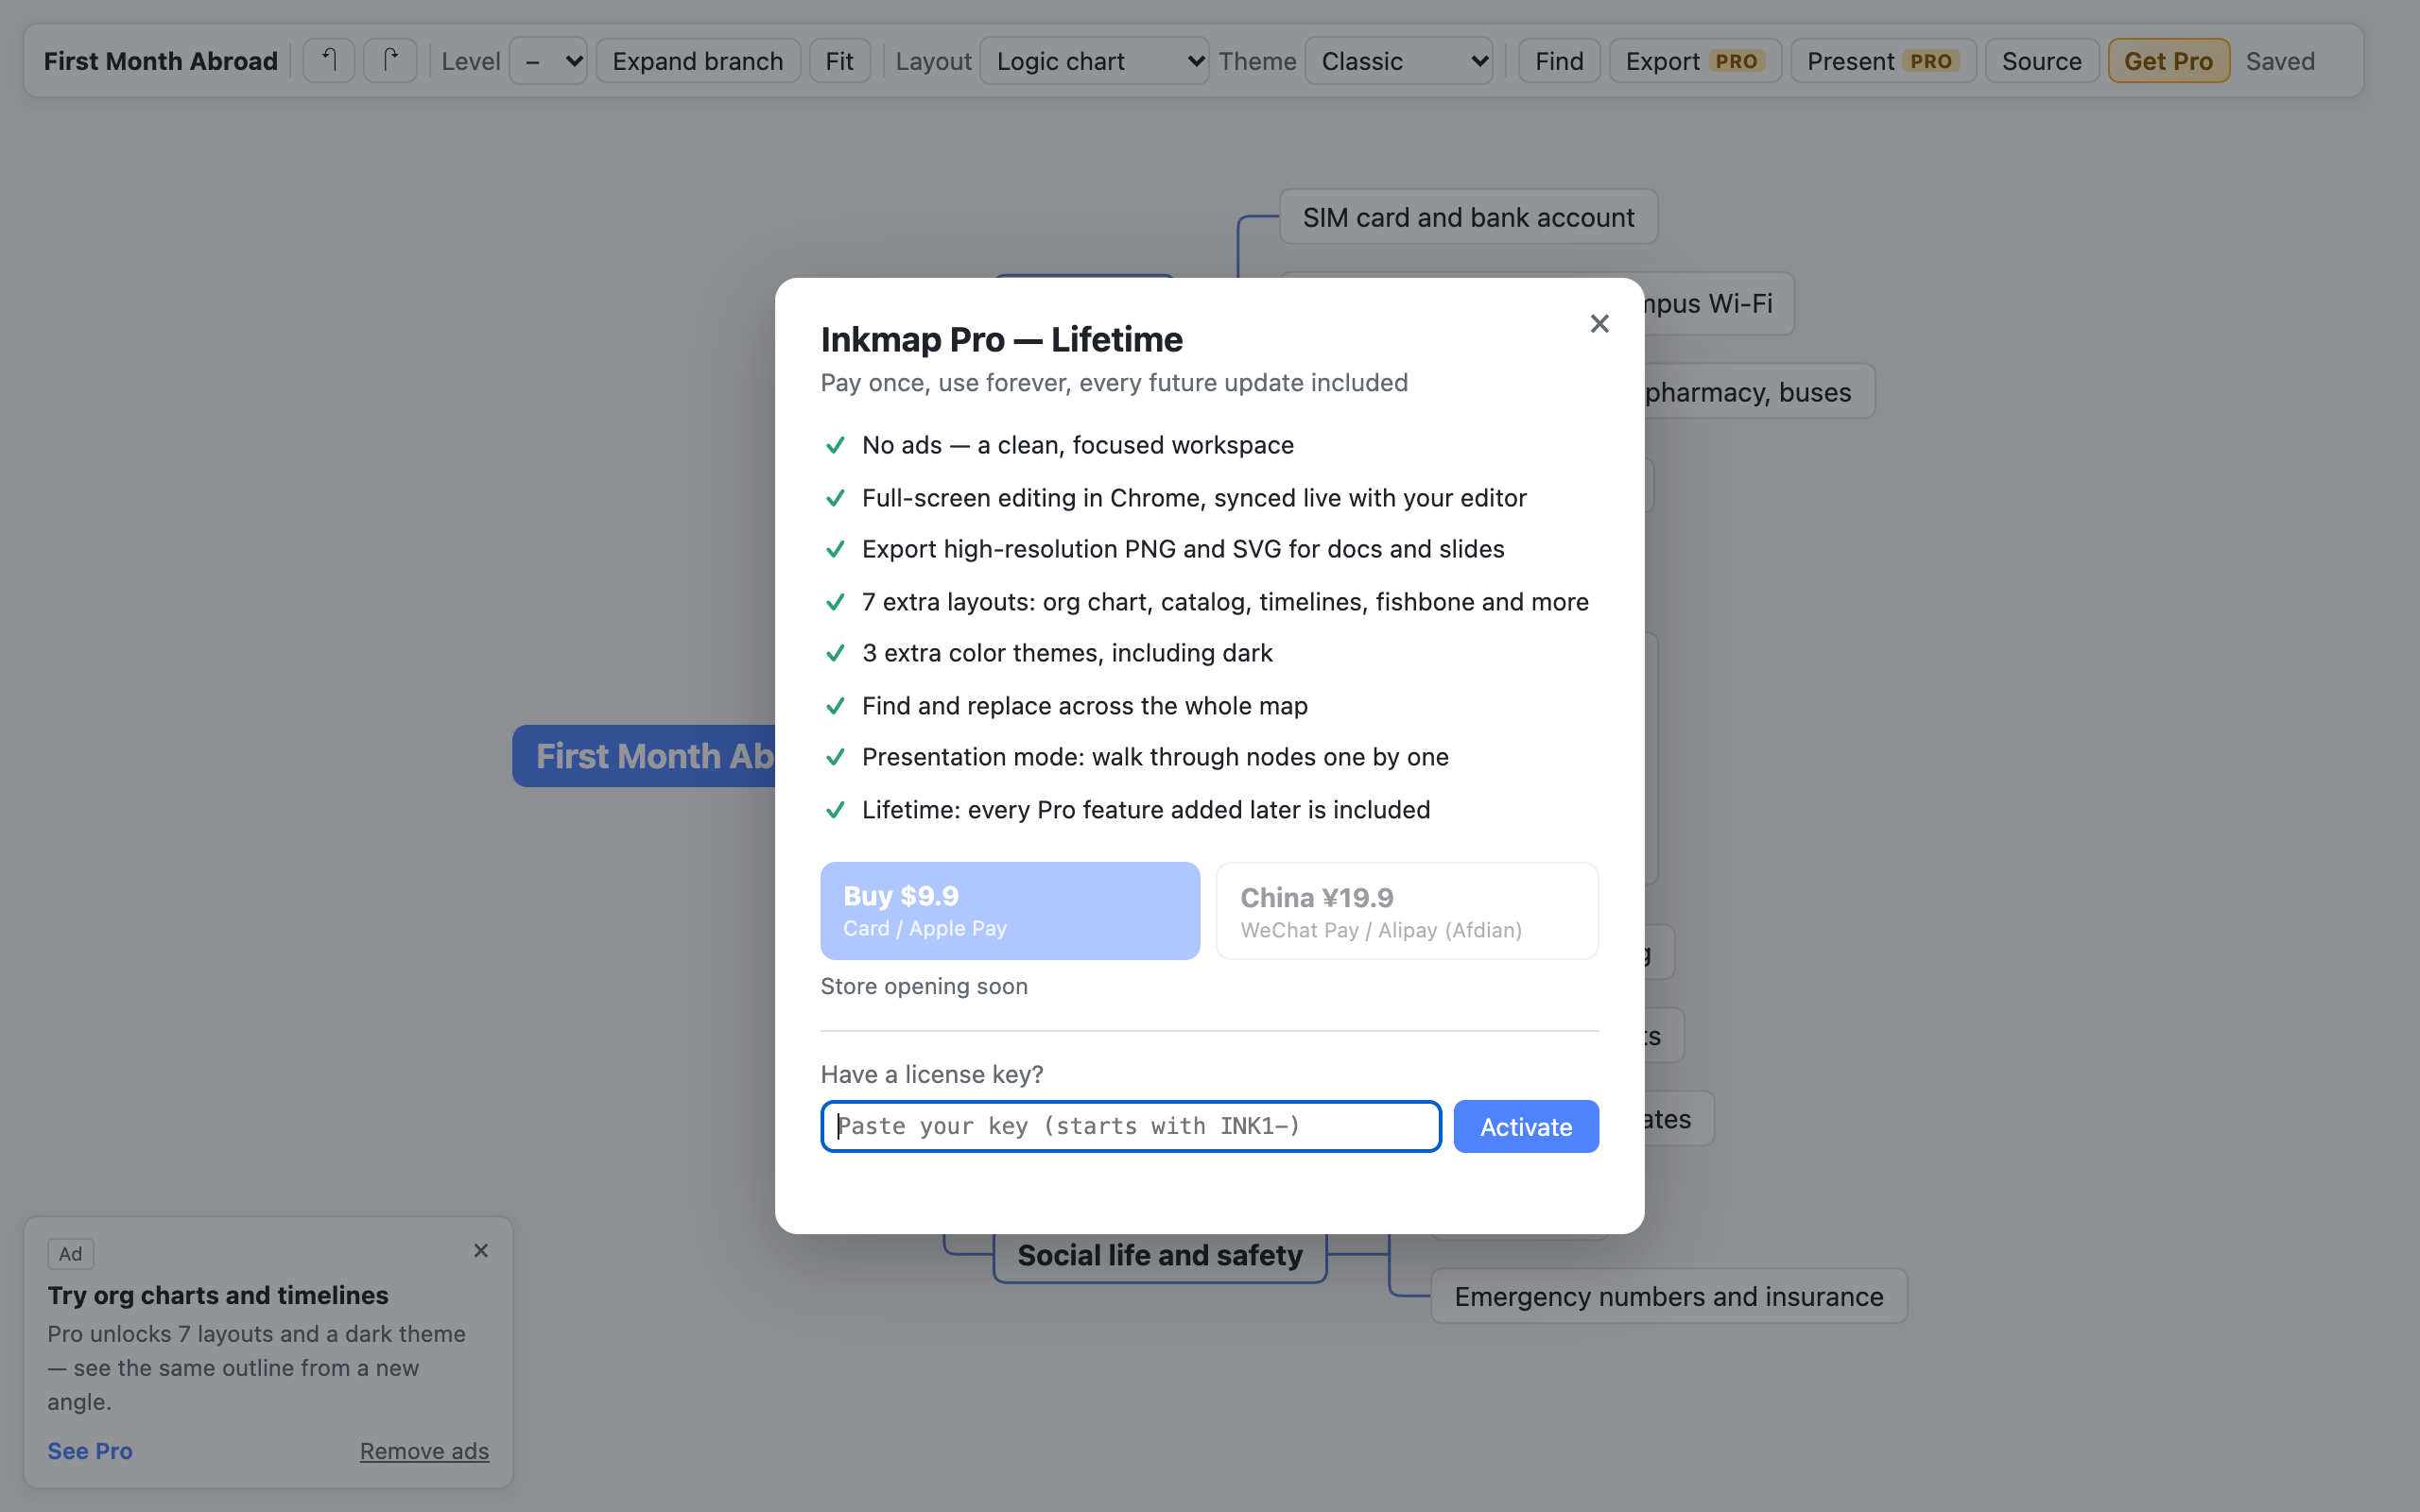 First Month Abroad
Level – Expand branch Fit Layout Logic chart Theme Classic Find Export PRO Present PRO Source Get Pro Saved
SIM card and bank account
Wi-Fi
pharmacy, buses
First Month
Inkmap Pro — Lifetime
Pay once, use forever, every future update included
✓ No ads — a clean, focused workspace
✓ Full-screen editing in Chrome, synced live with your editor
✓ Export high-resolution PNG and SVG for docs and slides
✓ 7 extra layouts: org chart, catalog, timelines, fishbone and more
✓ 3 extra color themes, including dark
✓ Find and replace across the whole map
✓ Presentation mode: walk through nodes one by one
✓ Lifetime: every Pro feature added later is included
Buy $9.9
Card / Apple Pay
China ¥19.9
WeChat Pay / Alipay (Afdian)
Store opening soon
Have a license key?
Paste your key (starts with INK1-)
Activate
Social life and safety
Emergency numbers and insurance
Ad
Try org charts and timelines
Pro unlocks 7 layouts and a dark theme
— see the same outline from a new
angle.
See Pro
Remove ads